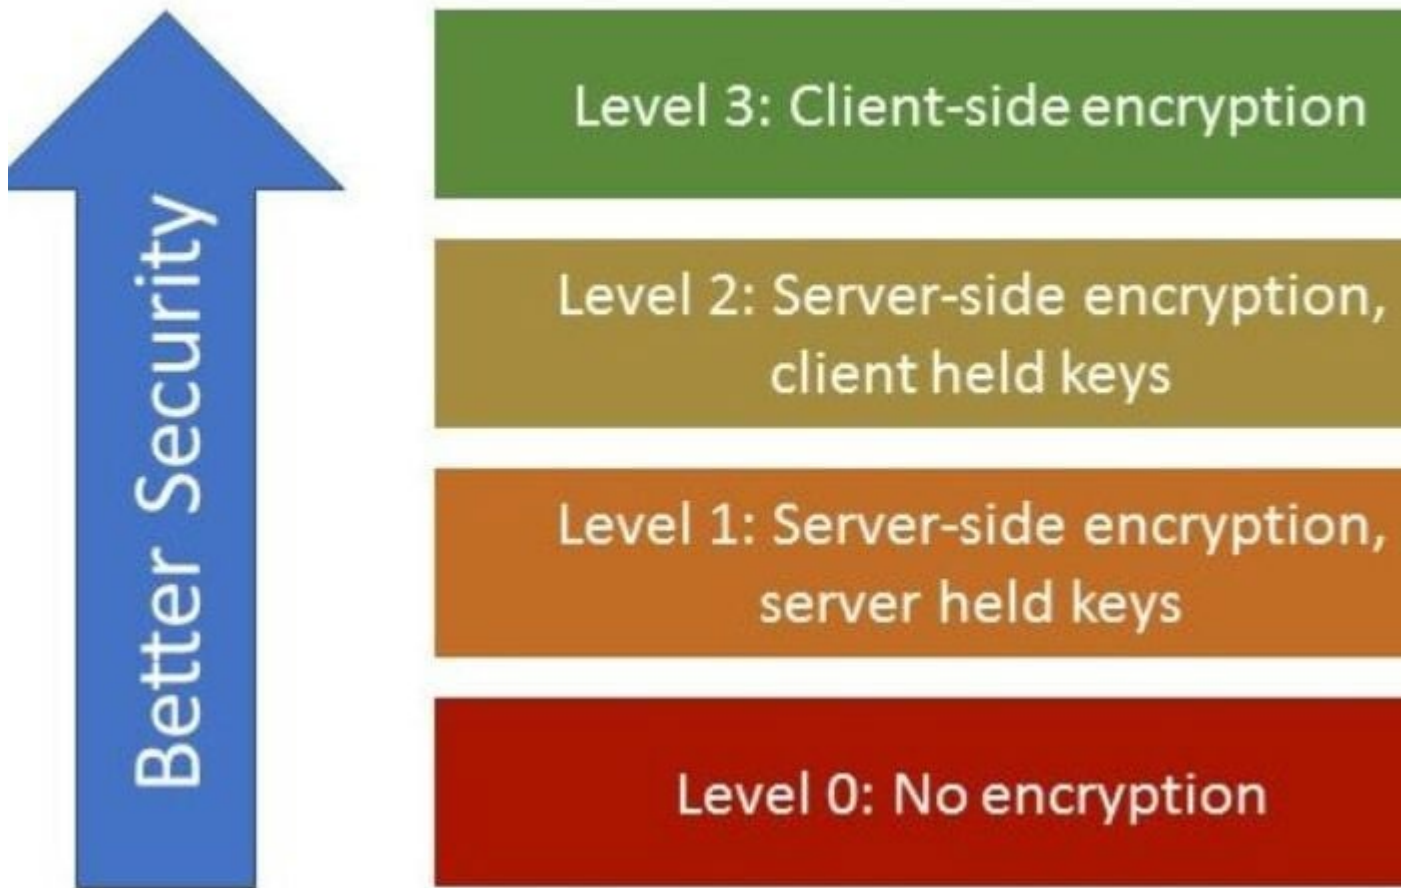 Better Security
Level 3: Client-side encryption
Level 2: Server-side encryption,
client held keys
Level 1: Server-side encryption,
server held keys
Level 0: No encryption